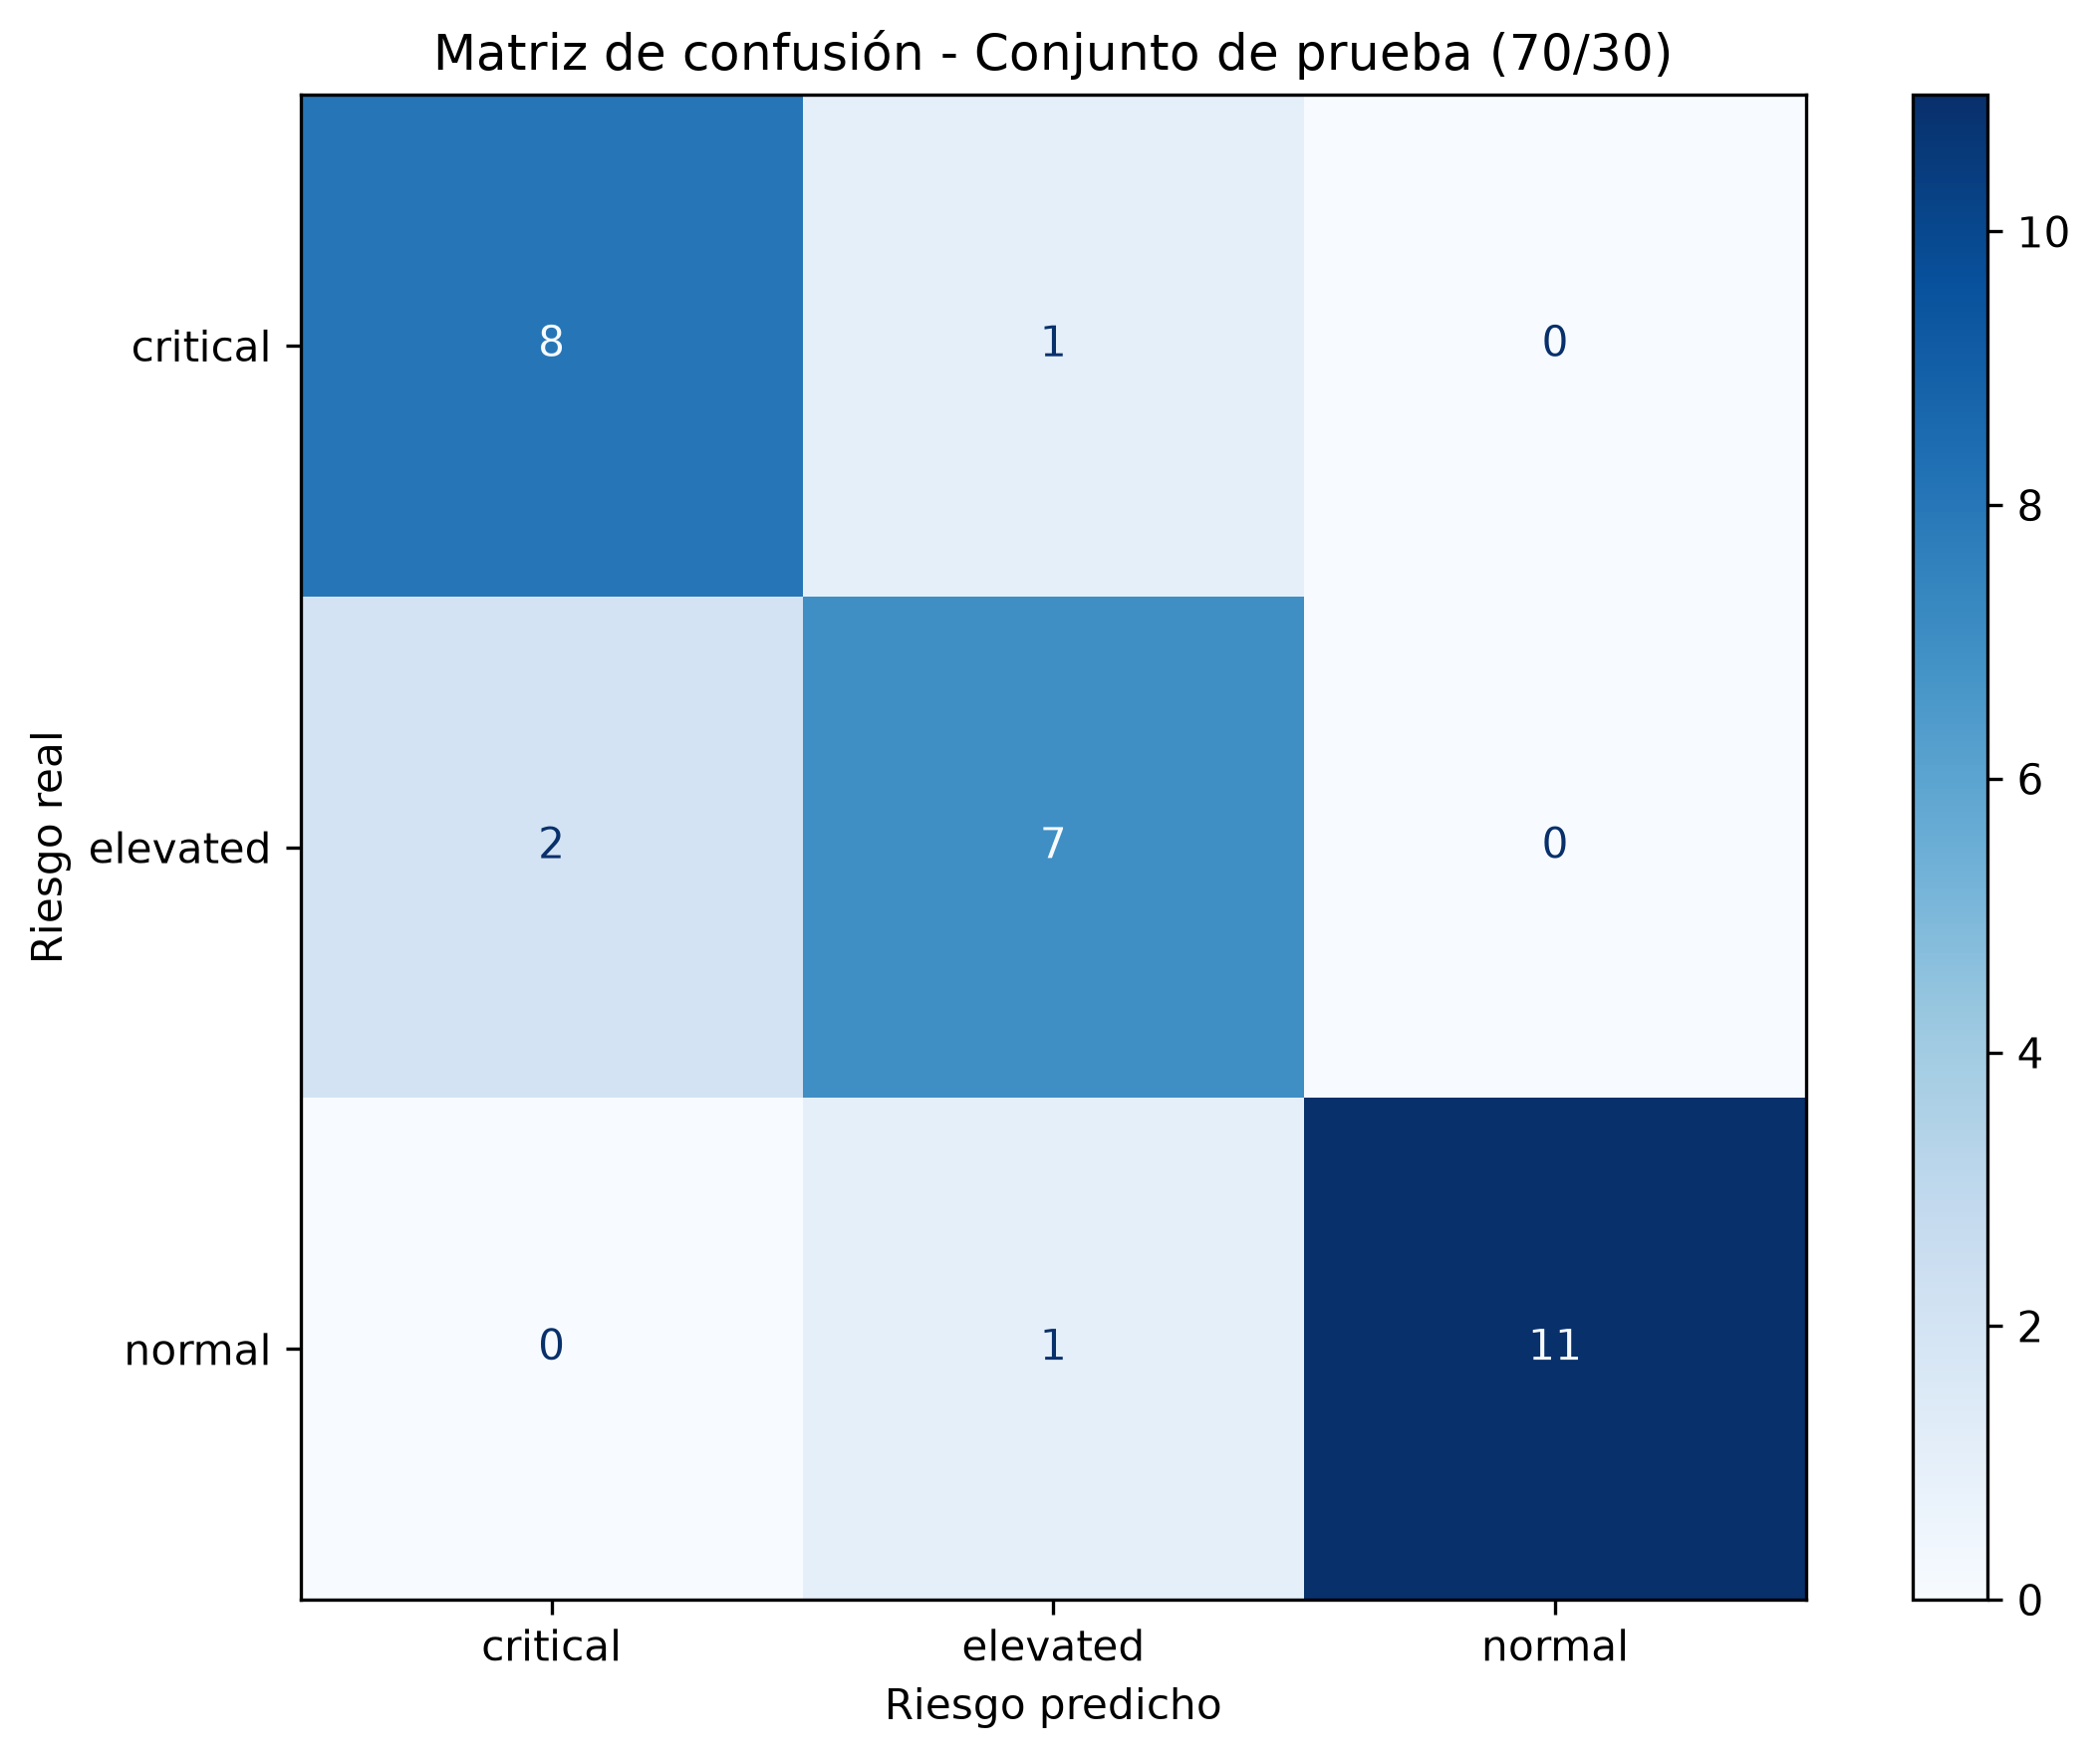 Matriz de confusión - Conjunto de prueba (70/30)
critical
8
1
0
elevated
2
7
0
normal
0
1
11
critical
elevated
normal
Riesgo predicho
Riesgo real
10
8
6
4
2
0